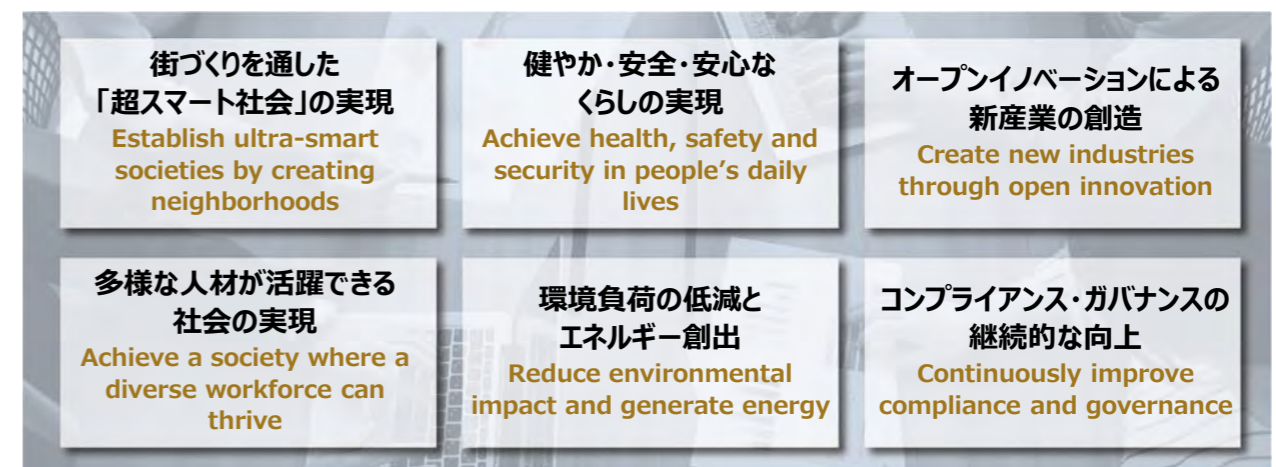 街づくりを通した
「超スマート社会」の実現
Establish ultra-smart
societies by creating
neighborhoods
健やか・安全・安心な
くらしの実現
Achieve health, safety and
security in people’s daily
lives
オープンイノベーションによる
新産業の創造
Create new industries
through open innovation
多様な人材が活躍できる
社会の実現
Achieve a society where a
diverse workforce can
thrive
環境負荷の低減と
エネルギー創出
Reduce environmental
impact and generate energy
コンプライアンス・ガバナンスの
継続的な向上
Continuously improve
compliance and governance